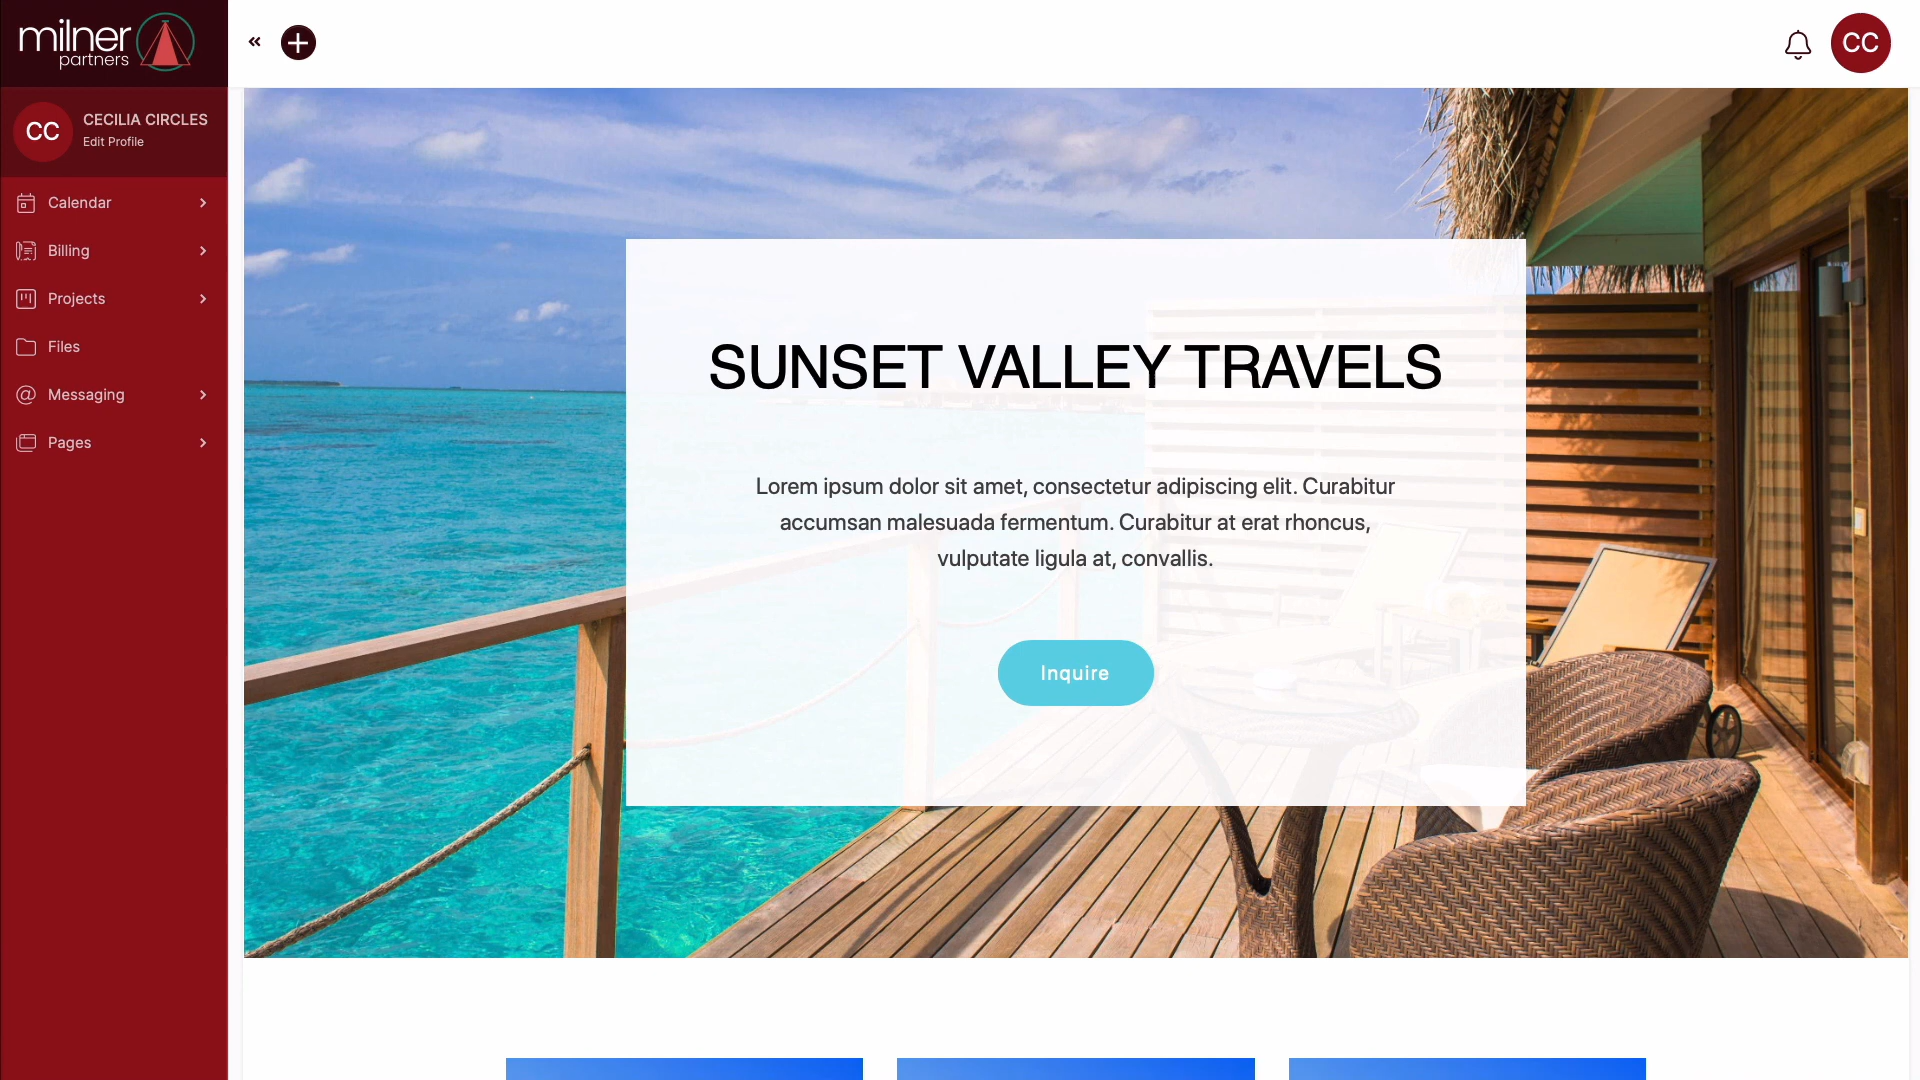 milner
partners
CC
CC
CECILIA CIRCLES
Edit Profile
Calendar
Billing
Projects
Files
Messaging
Pages
SUNSET VALLEY TRAVELS
Lorem ipsum dolor sit amet, consectetur adipiscing elit. Curabitur
accumsan malesuada fermentum. Curabitur at erat rhoncus,
vulputate ligula at, convallis.
Inquire